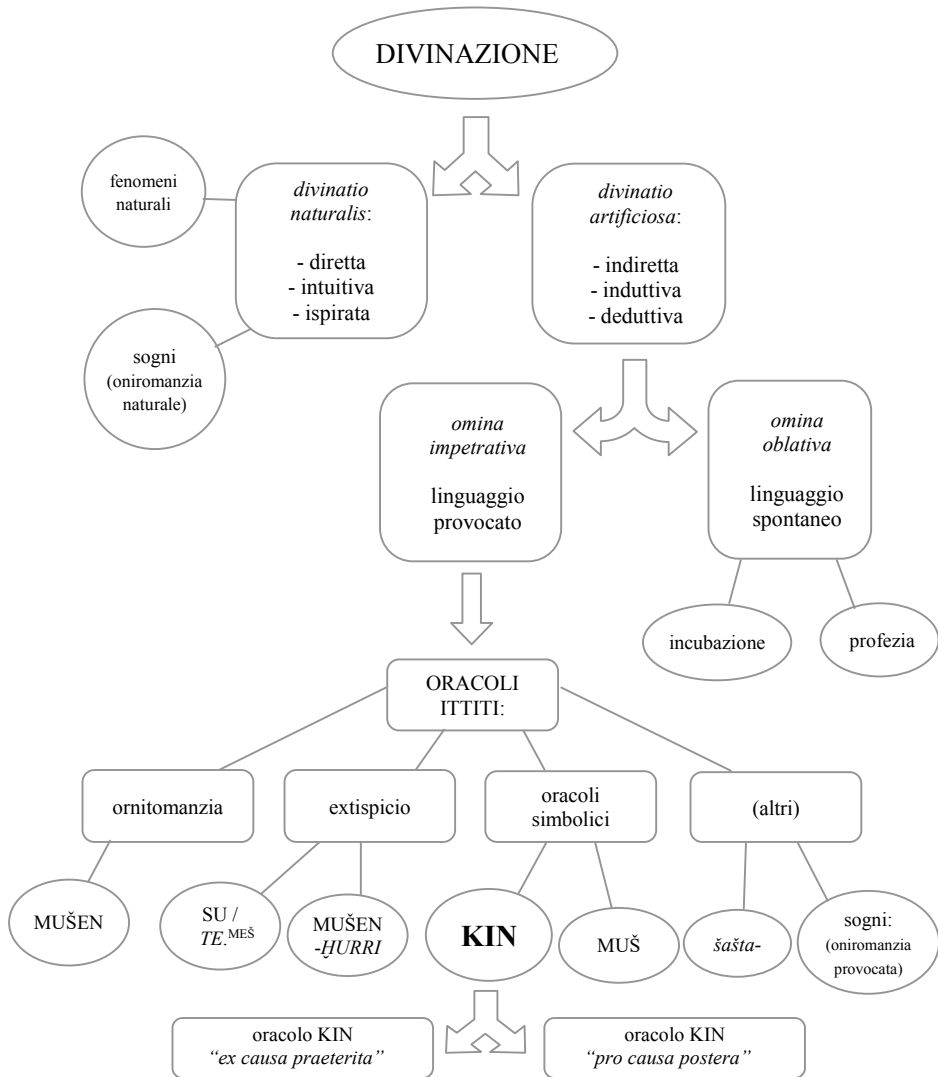 DIVINAZIONE
fenomeni
naturali
divinatio
naturalis:
- diretta
- intuitiva
- ispirata
divinatio
artificiosa:
- indiretta
- induttiva
- deduttiva
sogni
(oniromanzia
naturale)
omina
impetrativa
linguaggio
provocato
omina
oblativa
linguaggio
spontaneo
incubazione
profezia
ORACOLI
ITTITI:
ornitomanzia
extispicio
oracoli
simbolici
(altri)
MUŠEN
SU /
TE.MEŠ
MUŠEN
-ḪURRI
KIN
MUŠ
šašta-
sogni:
(oniromanzia
provocata)
oracolo KIN
“ex causa praeterita”
oracolo KIN
“pro causa postera”